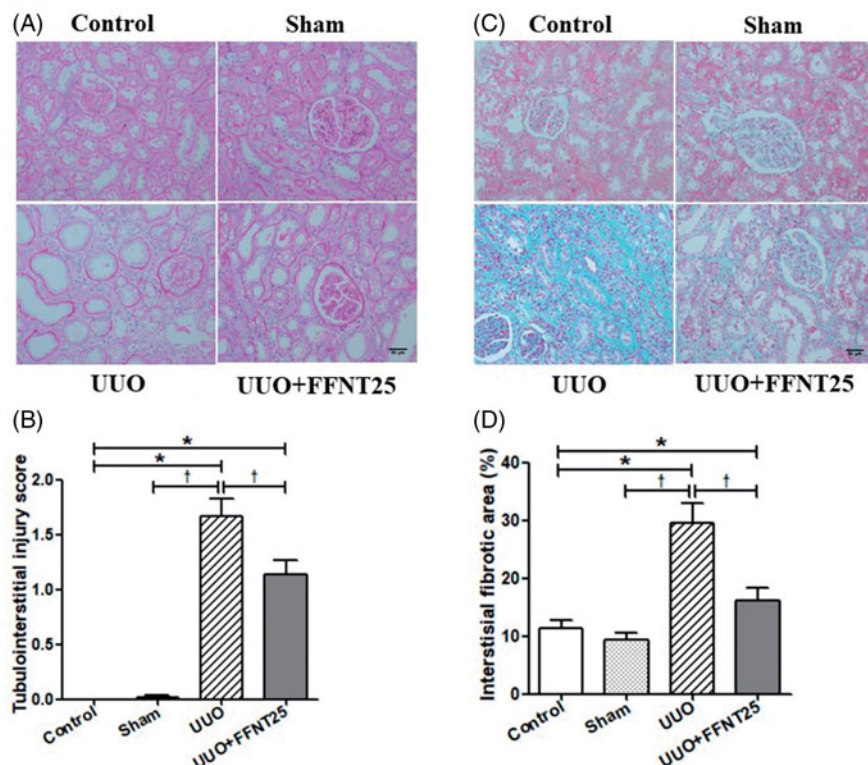 (A) Control Sham
UUO UUO+FFNT25
(B)
* 
*
† †
Tubulointerstitial injury score
2.0
1.5
1.0
0.5
0.0
Control Sham UUO UUO+FFNT25
(C) Control Sham
UUO UUO+FFNT25
(D)
*
*
† †
Interstisial fibrotic area (%)
40
30
20
10
0
Control Sham UUO UUO+FFNT25